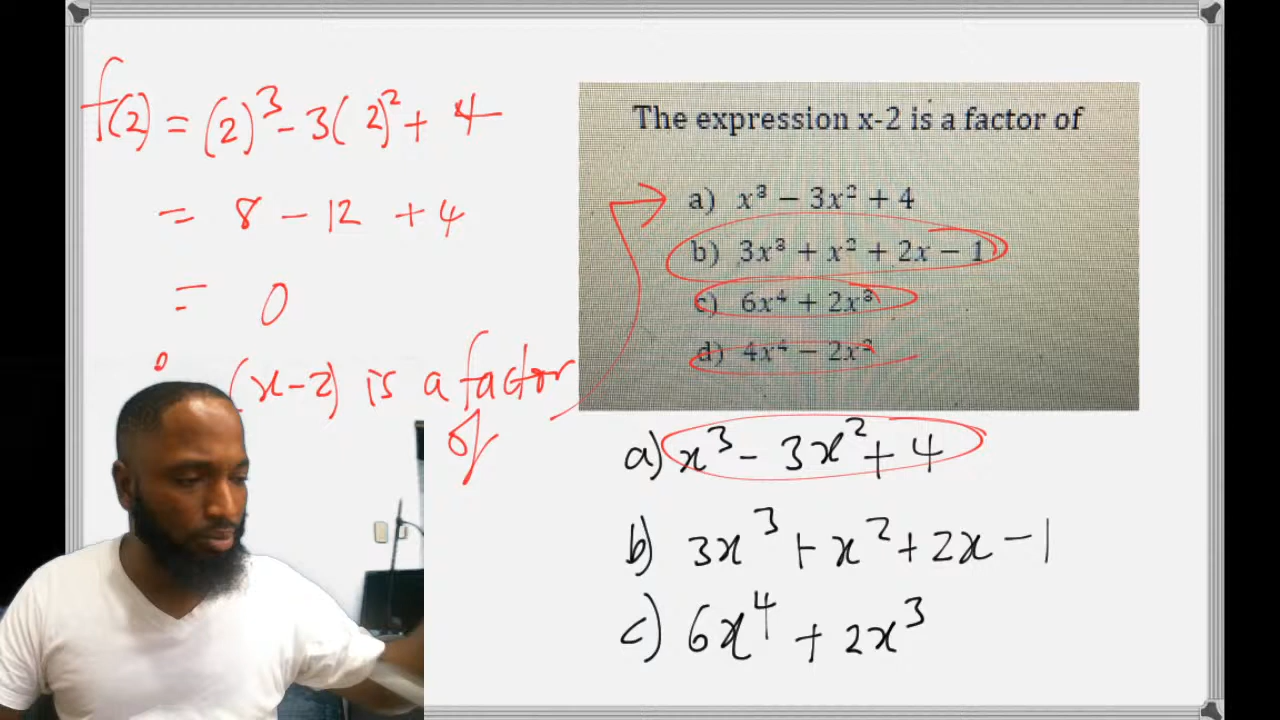 f(2) = (2)³ - 3(2)² + 4
= 8 - 12 + 4
= 0
(x-2) is a factor
of
The expression x-2 is a factor of
a) x³ − 3x² + 4
b) 3x³ + x² + 2x − 1
c) 6x⁴ + 2x³
d) 4x⁴ − 2x²
a) x³ - 3x² + 4
b) 3x³ + x² + 2x - 1
c) 6x⁴ + 2x³